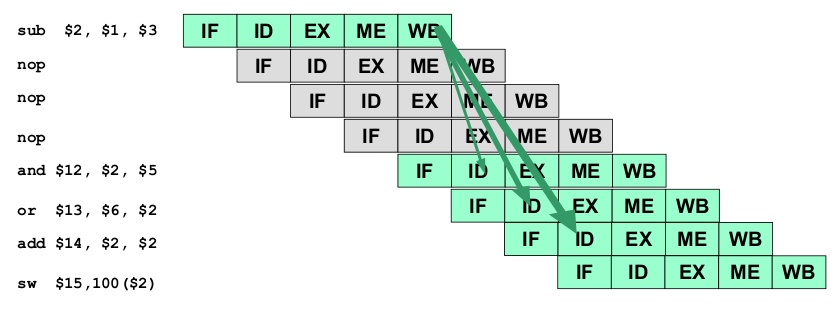 sub $2, $1, $3 IF ID EX ME WB
nop IF ID EX ME WB
nop IF ID EX ME WB
nop IF ID EX ME WB
and $12, $2, $5 IF ID EX ME WB
or $13, $6, $2 IF ID EX ME WB
add $14, $2, $2 IF ID EX ME WB
sw $15,100($2) IF ID EX ME WB